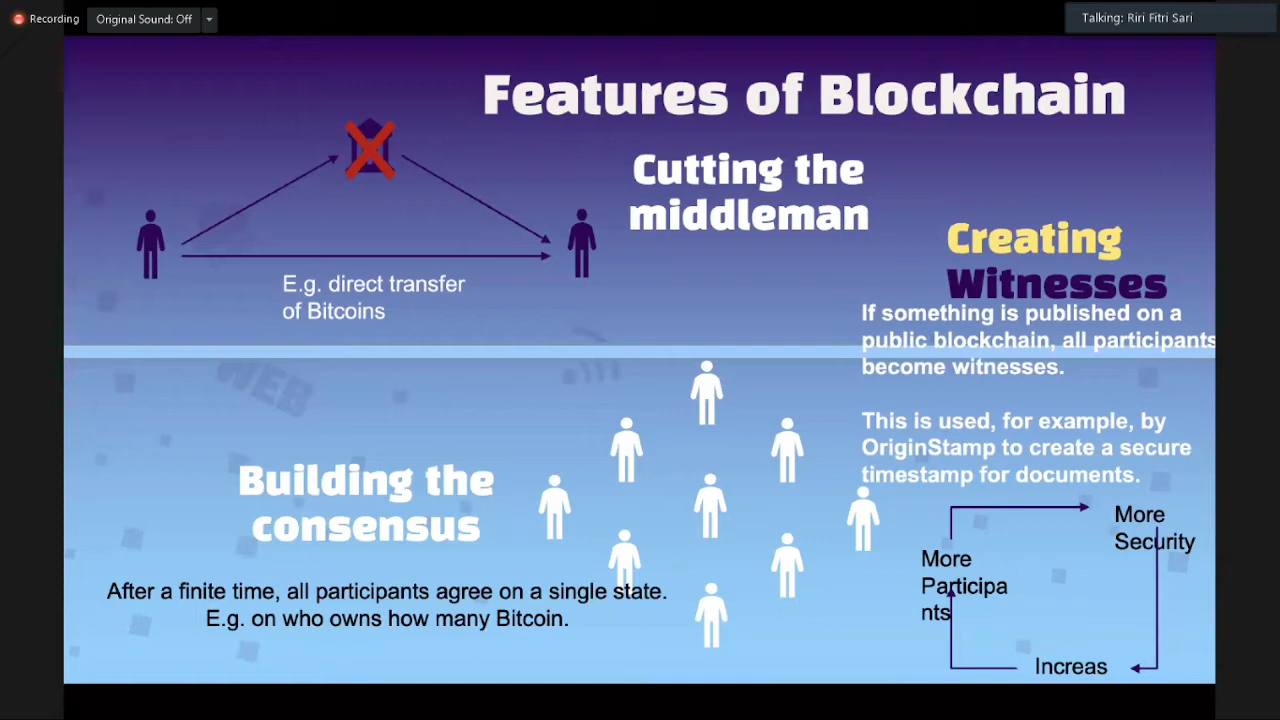 Recording
Original Sound: Off
Talking: Riri Fitri Sari
Features of Blockchain
Cutting the
middleman
E.g. direct transfer
of Bitcoins
Creating
Witnesses
If something is published on a
public blockchain, all participants
become witnesses.
This is used, for example, by
OriginStamp to create a secure
timestamp for documents.
WEB
Building the
consensus
After a finite time, all participants agree on a single state.
E.g. on who owns how many Bitcoin.
More
Security
More
Participa
nts
Increas